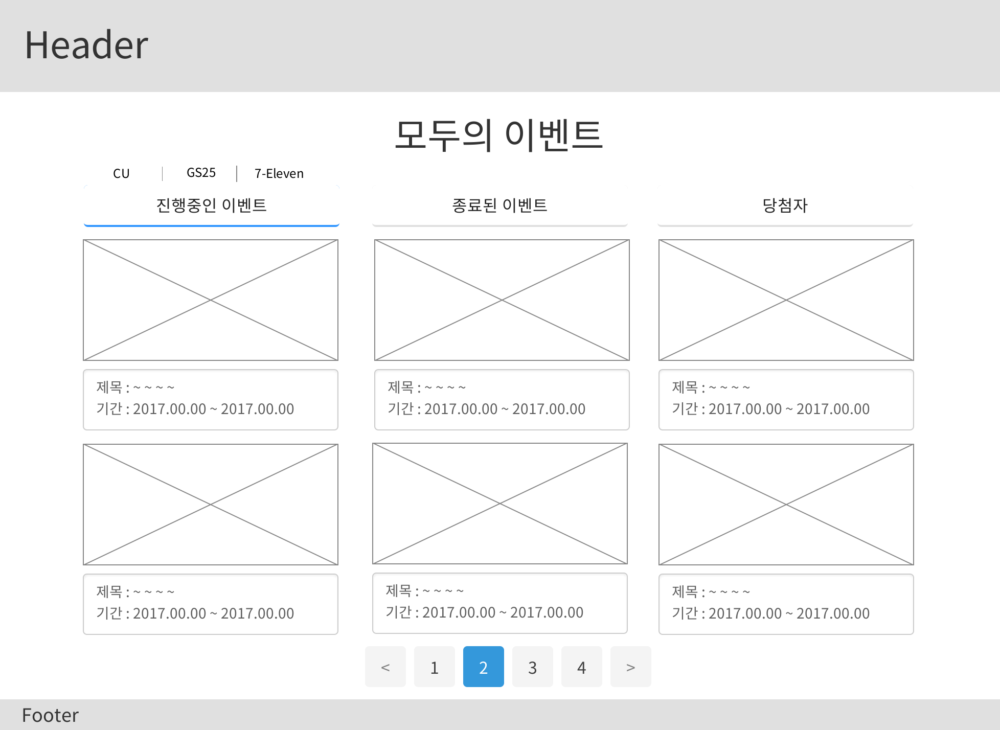 Header
모두의 이벤트
CU
GS25
7-Eleven
진행중인 이벤트
종료된 이벤트
당첨자
제목 : ~ ~ ~ ~
기간 : 2017.00.00 ~ 2017.00.00
제목 : ~ ~ ~ ~
기간 : 2017.00.00 ~ 2017.00.00
제목 : ~ ~ ~ ~
기간 : 2017.00.00 ~ 2017.00.00
제목 : ~ ~ ~ ~
기간 : 2017.00.00 ~ 2017.00.00
제목 : ~ ~ ~ ~
기간 : 2017.00.00 ~ 2017.00.00
제목 : ~ ~ ~ ~
기간 : 2017.00.00 ~ 2017.00.00
< 1 2 3 4 >
Footer